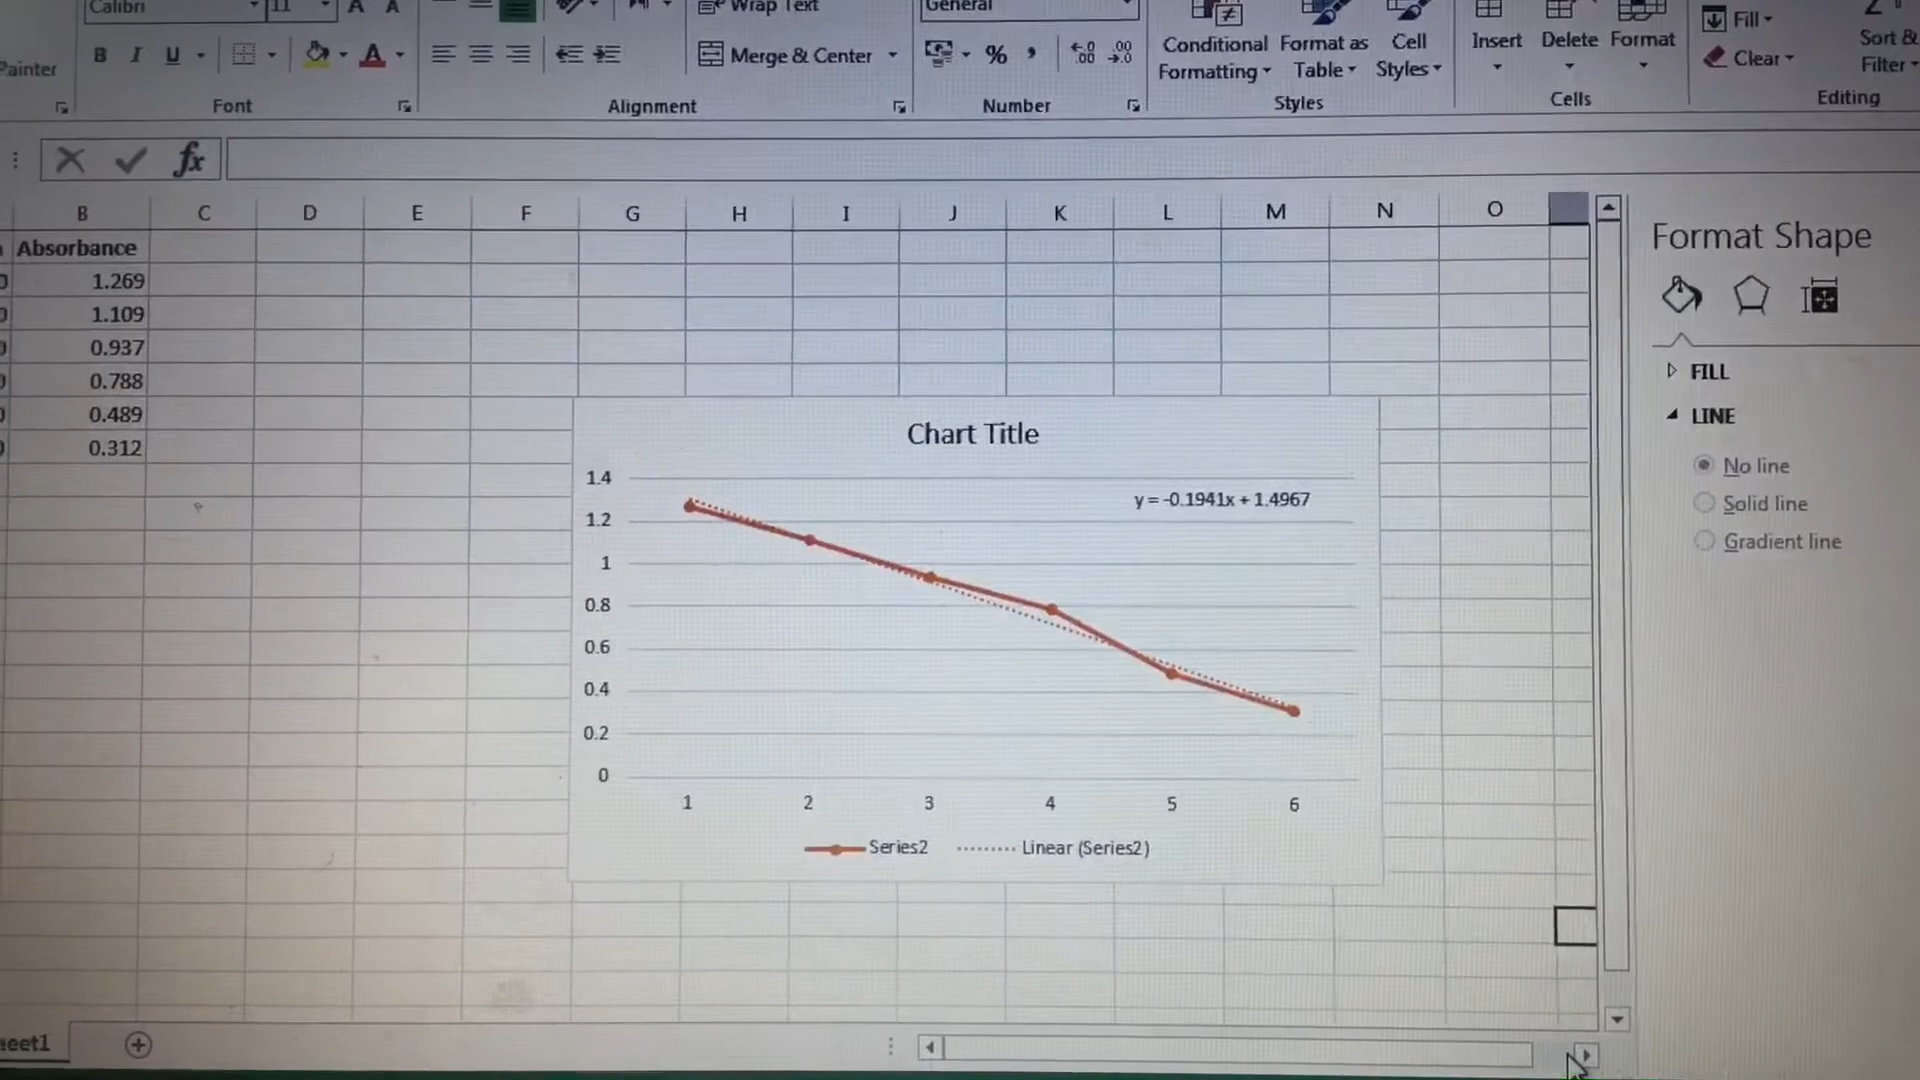 Calibri 11 A A Wrap Text General Fill
Painter B I U A Merge & Center % , Conditional Formatting Format as Table Cell Styles Insert Delete Format Clear Sort & Filter
Font Alignment Number Styles Cells Editing
fx
B C D E F G H I J K L M N O
Absorbance
1.269
1.109
0.937
0.788
0.489
0.312
Chart Title
y = -0.1941x + 1.4967
1.4
1.2
1
0.8
0.6
0.4
0.2
0
1 2 3 4 5 6
Series2 Linear (Series2)
Format Shape
FILL
LINE
No line
Solid line
Gradient line
eet1